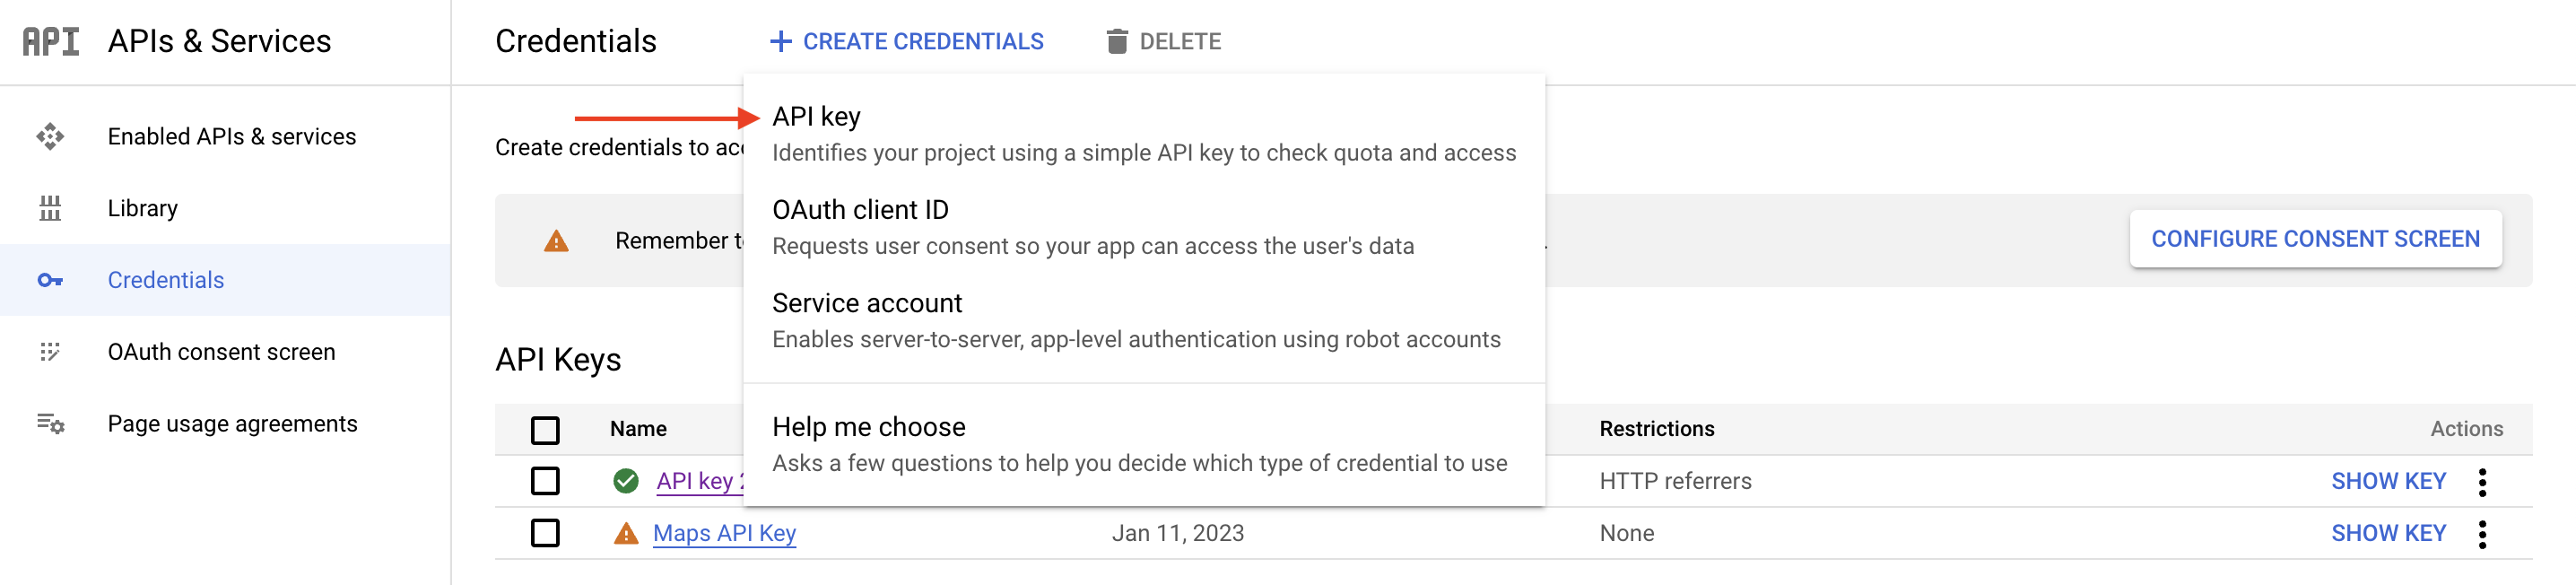 API APIs & Services
Credentials
CREATE CREDENTIALS
DELETE
Enabled APIs & services
Library
Credentials
OAuth consent screen
Page usage agreements
Create credentials to
API key
Identifies your project using a simple API key to check quota and access
OAuth client ID
Requests user consent so your app can access the user's data
Service account
Enables server-to-server, app-level authentication using robot accounts
Help me choose
Asks a few questions to help you decide which type of credential to use
Remember
CONFIGURE CONSENT SCREEN
API Keys
Name Restrictions Actions
API key HTTP referrers SHOW KEY
Maps API Key Jan 11, 2023 None SHOW KEY